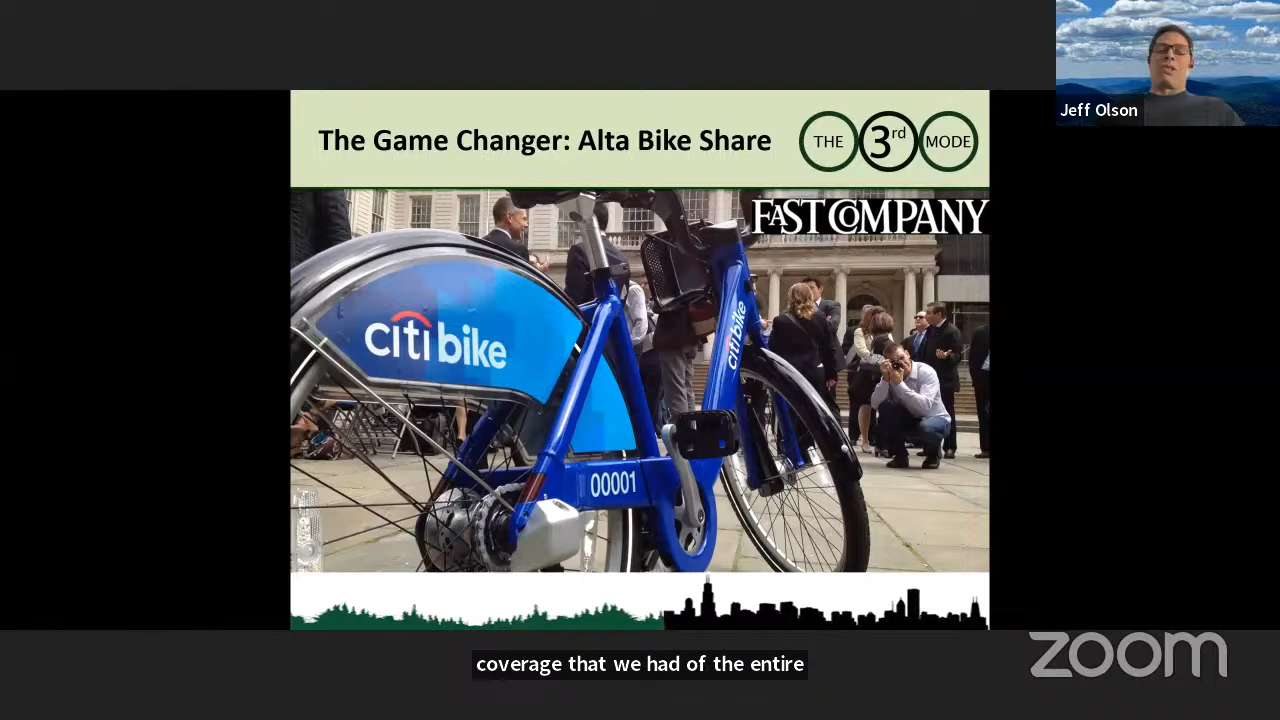 Jeff Olson
The Game Changer: Alta Bike Share
THE 3rd MODE
FAST COMPANY
citi bike
citi bike
00001
coverage that we had of the entire
zoom